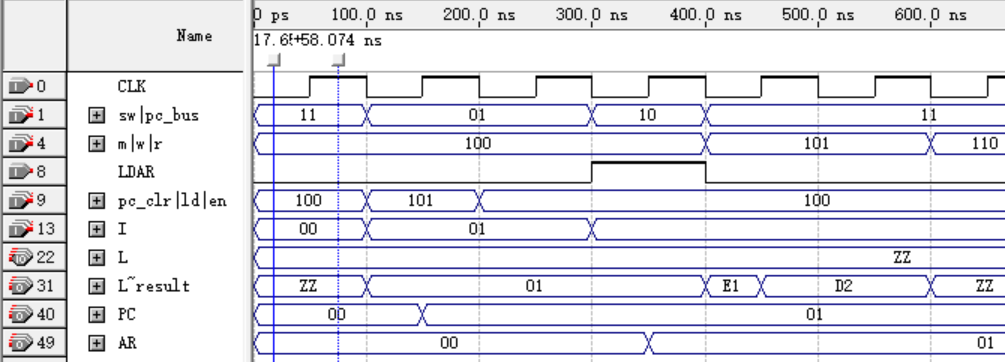 0 ps 100.0 ns 200.0 ns 300.0 ns 400.0 ns 500.0 ns 600.0 ns
Name
+58.074 ns
0 CLK
1 sw|pc_bus 11 01 10 11
4 m|w|r 100 101 110
8 LDAR
9 pc_clr|ld|en 100 101 100
13 I 00 01
22 L ZZ
31 L~result ZZ 01 E1 D2 ZZ
40 PC 00 01
49 AR 00 01